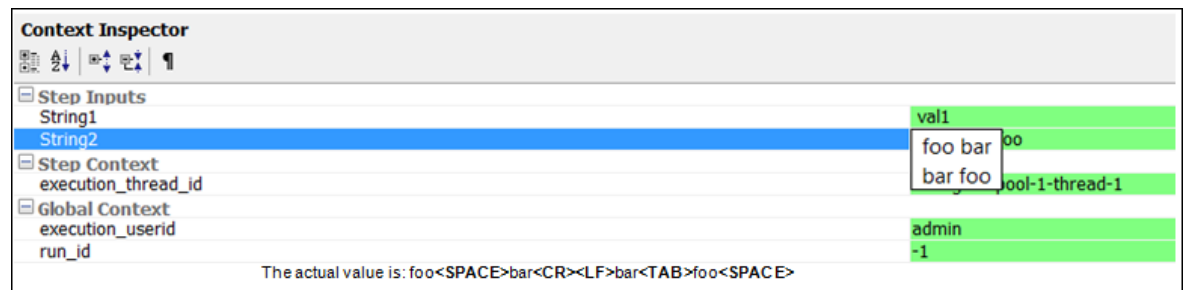 Context Inspector
Step Inputs
String1 val1
String2 oo
foo bar
bar foo
Step Context
execution_thread_id pool-1-thread-1
Global Context
execution_userid admin
run_id -1
The actual value is: foo<SPACE>bar<CR><LF>bar<TAB>foo<SPACE>